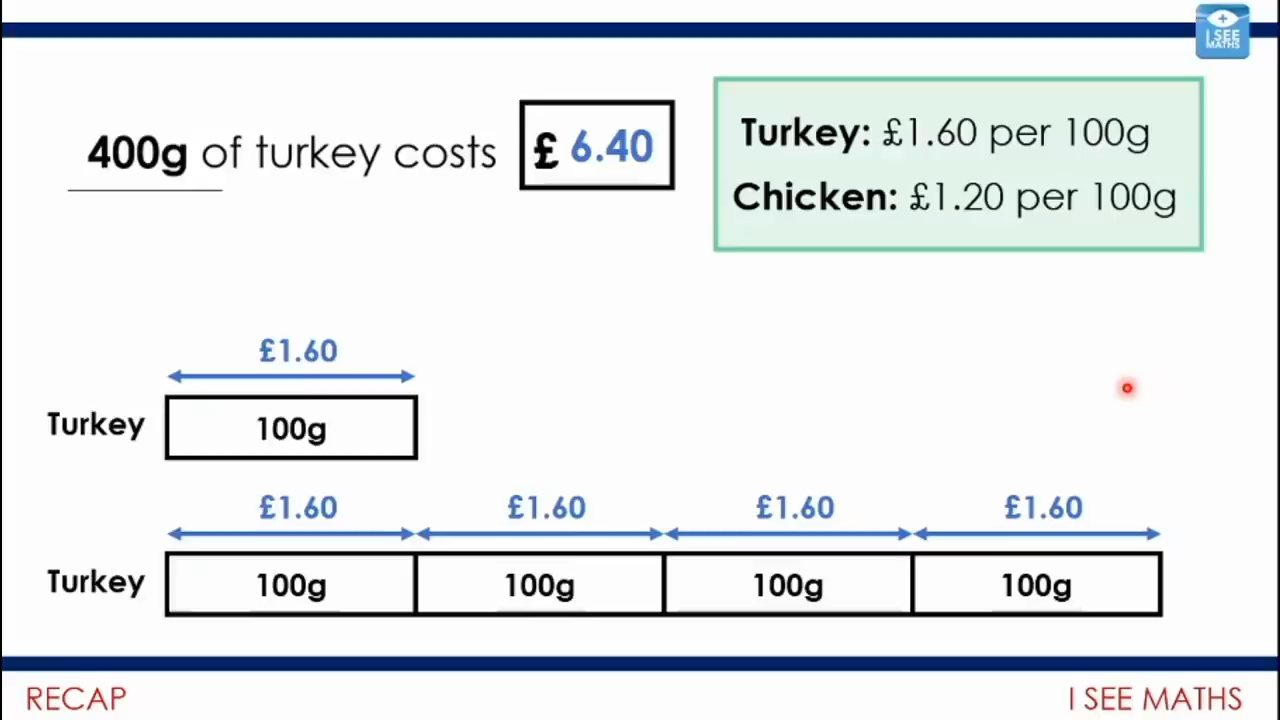 I SEE
MATHS
400g of turkey costs £ 6.40
Turkey: £1.60 per 100g
Chicken: £1.20 per 100g
£1.60
Turkey 100g
£1.60 £1.60 £1.60 £1.60
Turkey 100g 100g 100g 100g
RECAP I SEE MATHS